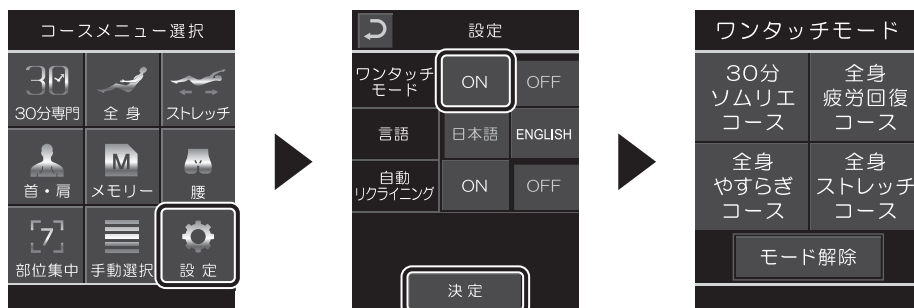 コースメニュー選択
30
30分専門
全 身
ストレッチ
首・肩
M
メモリー
腰
7
部位集中
手動選択
設 定
設定
ワンタッチ
モード
ON
OFF
言語
日本語
ENGLISH
自動
リクライニング
ON
OFF
決 定
ワンタッチモード
30分
ソムリエ
コース
全身
疲労回復
コース
全身
やすらぎ
コース
全身
ストレッチ
コース
モード解除